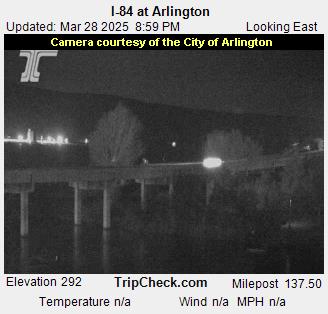 I-84 at Arlington
Updated: Mar 28 2025 8:59 PM Looking East
Camera courtesy of the City of Arlington
Elevation 292 TripCheck.com Milepost 137.50
Temperature n/a Wind n/a MPH n/a